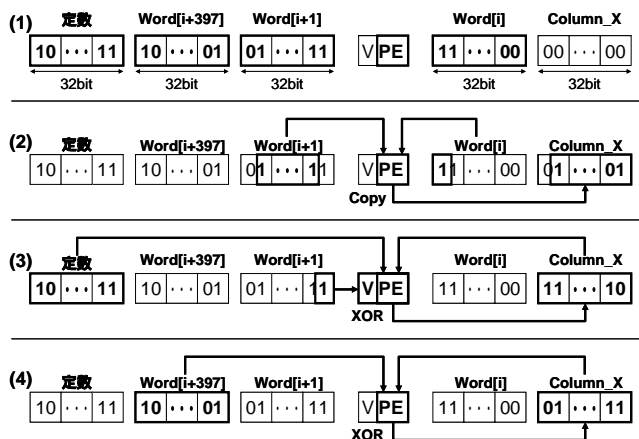 (1) 定数 Word[i+397] Word[i+1] Word[i] Column_X
10 ··· 11 10 ··· 01 01 ··· 11 V PE 11 ··· 00 00 ··· 00
32bit 32bit 32bit 32bit 32bit
(2) 定数 Word[i+397] Word[i+1] Word[i] Column_X
10 ··· 11 10 ··· 01 01 ··· 11 V PE 11 ··· 00 01 ··· 01
Copy
(3) 定数 Word[i+397] Word[i+1] Word[i] Column_X
10 ··· 11 10 ··· 01 01 ··· 11 V PE 11 ··· 00 11 ··· 10
XOR
(4) 定数 Word[i+397] Word[i+1] Word[i] Column_X
10 ··· 11 10 ··· 01 01 ··· 11 V PE 11 ··· 00 01 ··· 11
XOR